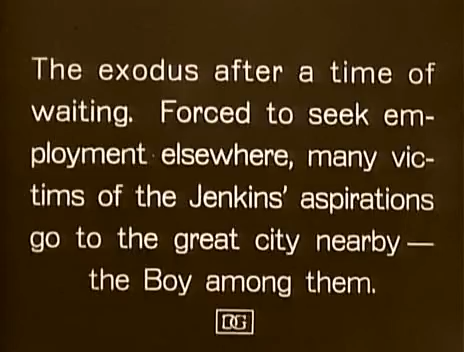 The exodus after a time of
waiting. Forced to seek em-
ployment elsewhere, many vic-
tims of the Jenkins' aspirations
go to the great city nearby —
the Boy among them.
DG